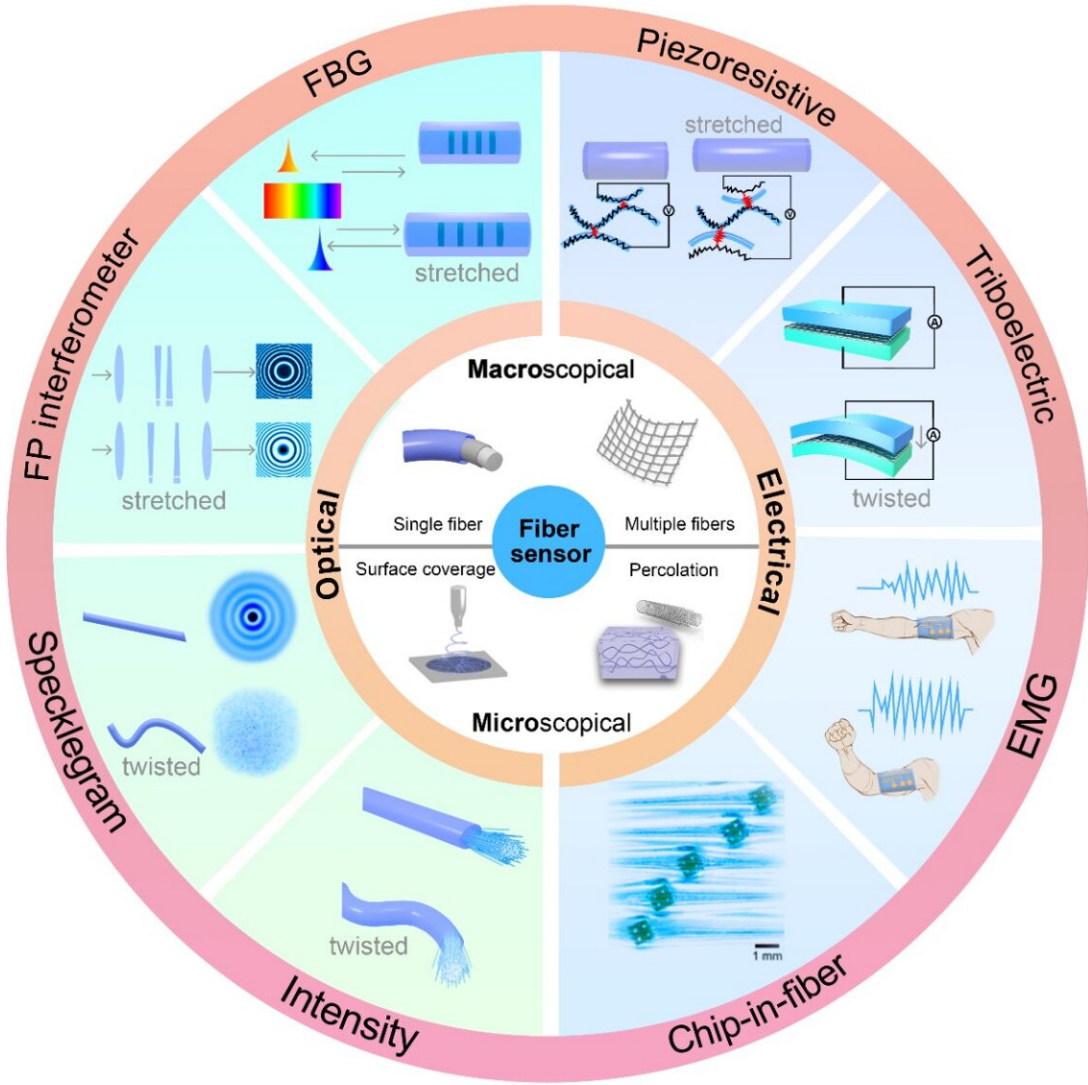 FBG
Piezoresistive
stretched
V
V
stretched
FP interferometer
Triboelectric
A
A
twisted
stretched
Macroscopical
Single fiber
Multiple fibers
Optical
Fiber
sensor
Electrical
Surface coverage
Percolation
Microscopical
Specklegram
twisted
EMG
Intensity
twisted
Chip-in-fiber
1 mm